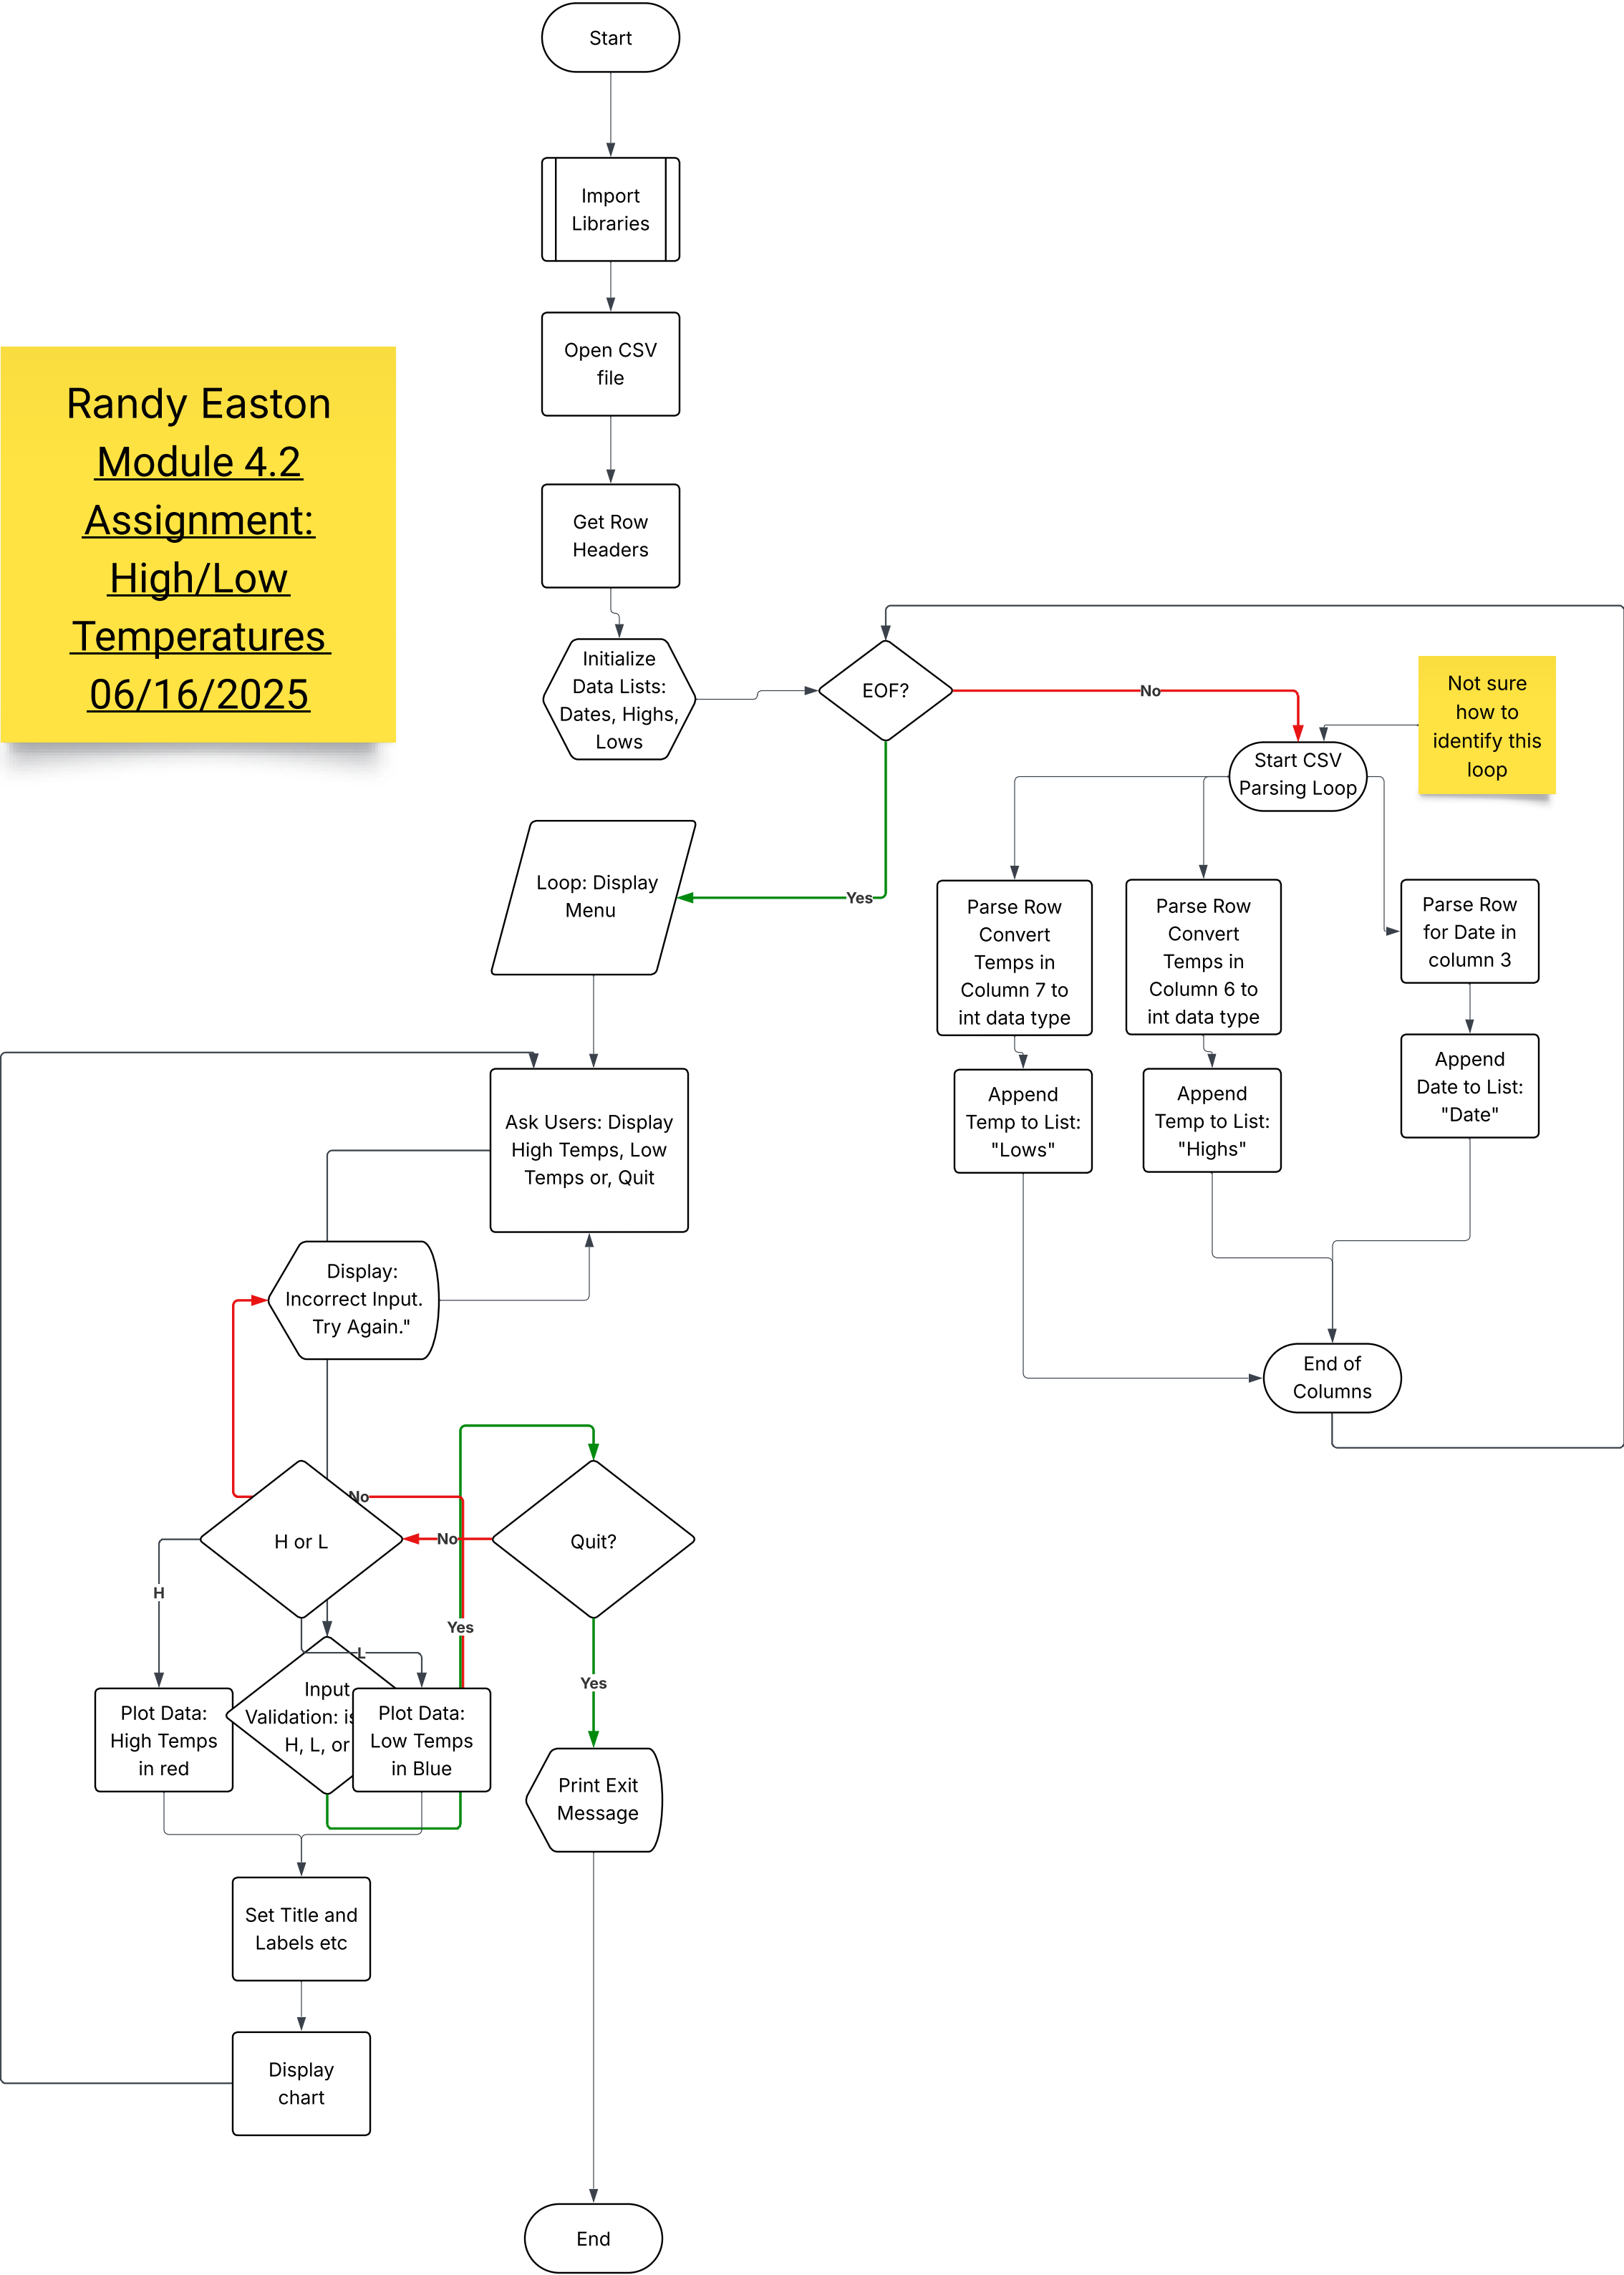 Start
Import
Libraries
Open CSV
file
Randy Easton
Module 4.2
Assignment:
High/Low
Temperatures
06/16/2025
Get Row
Headers
Initialize
Data Lists:
Dates, Highs,
Lows
EOF?
No
Not sure
how to
identify this
loop
Start CSV
Parsing Loop
Yes
Loop: Display
Menu
Parse Row
Convert
Temps in
Column 7 to
int data type
Parse Row
Convert
Temps in
Column 6 to
int data type
Parse Row
for Date in
column 3
Append
Temp to List:
"Lows"
Append
Temp to List:
"Highs"
Append
Date to List:
"Date"
Ask Users: Display
High Temps, Low
Temps or, Quit
Display:
Incorrect Input.
Try Again."
End of
Columns
No
H or L
No
Quit?
H
Yes
L
Yes
Plot Data:
High Temps
in red
Input
Validation:
H, L, or
Plot Data:
Low Temps
in Blue
Print Exit
Message
Set Title and
Labels etc
Display
chart
End